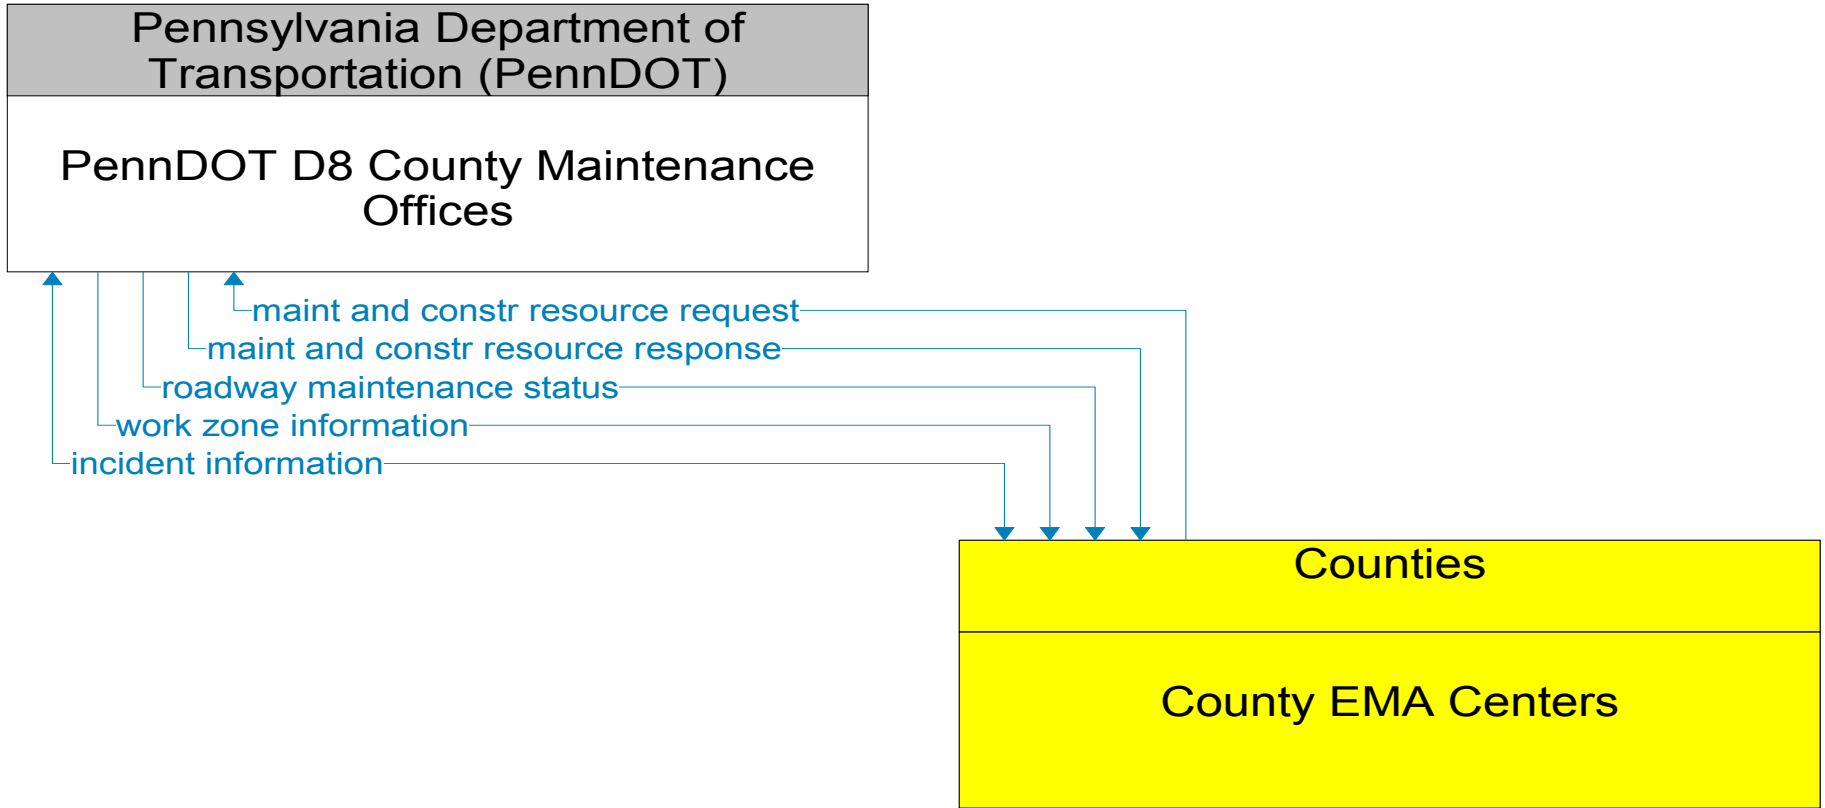 Pennsylvania Department of
Transportation (PennDOT)
PennDOT D8 County Maintenance
Offices
maint and constr resource request
maint and constr resource response
roadway maintenance status
work zone information
incident information
Counties
County EMA Centers